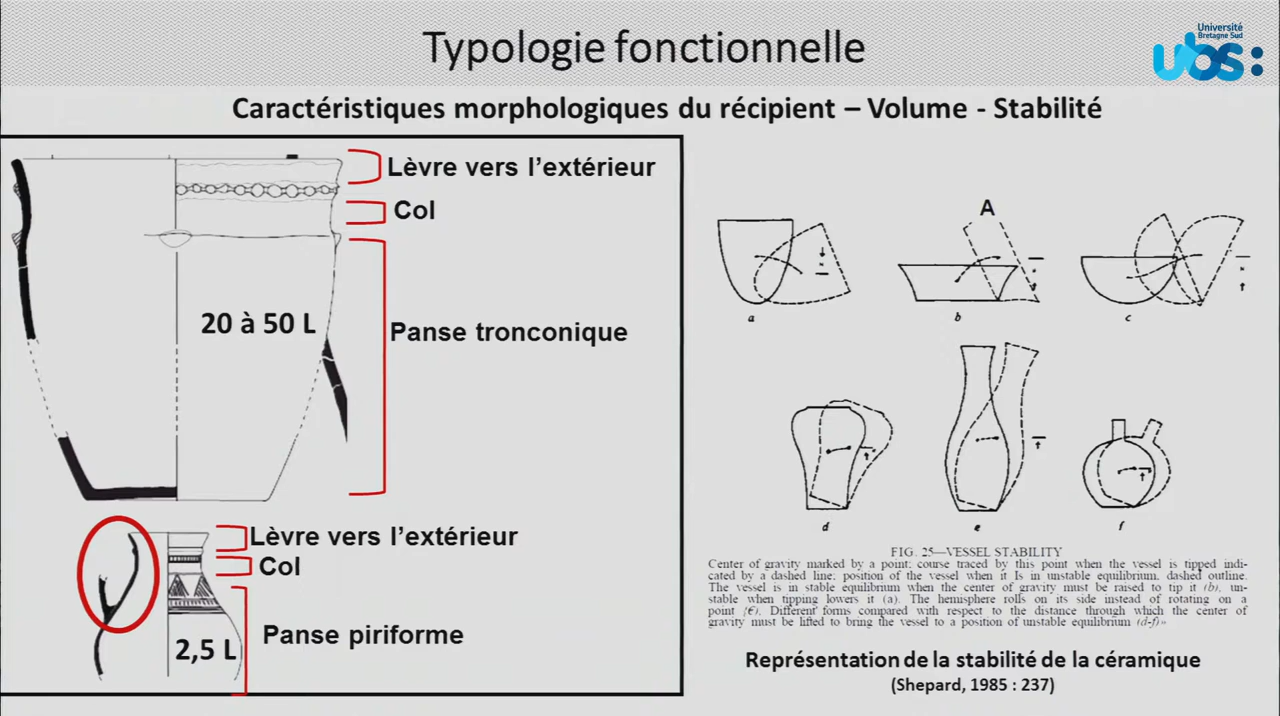 Typologie fonctionnelle
Université
Bretagne Sud
ubs:
Caractéristiques morphologiques du récipient – Volume - Stabilité
Lèvre vers l'extérieur
Col
20 à 50 L
Panse tronconique
Lèvre vers l'extérieur
Col
2,5 L
Panse piriforme
A
a
b
c
d
e
f
FIG. 25—VESSEL STABILITY
Center of gravity marked by a point; course traced by this point when the vessel is tipped indi-
cated by a dashed line; position of the vessel when it Is in unstable equilibrium, dashed outline.
The vessel is in stable equilibrium when the center of gravity must be raised to tip it (b), un-
stable when tipping lowers it (a). The hemisphere rolls on its side instead of rotating on a
point (€). Different forms compared with respect to the distance through which the center of
gravity must be lifted to bring the vessel to a position of unstable equilibrium (d-f)»
Représentation de la stabilité de la céramique
(Shepard, 1985 : 237)